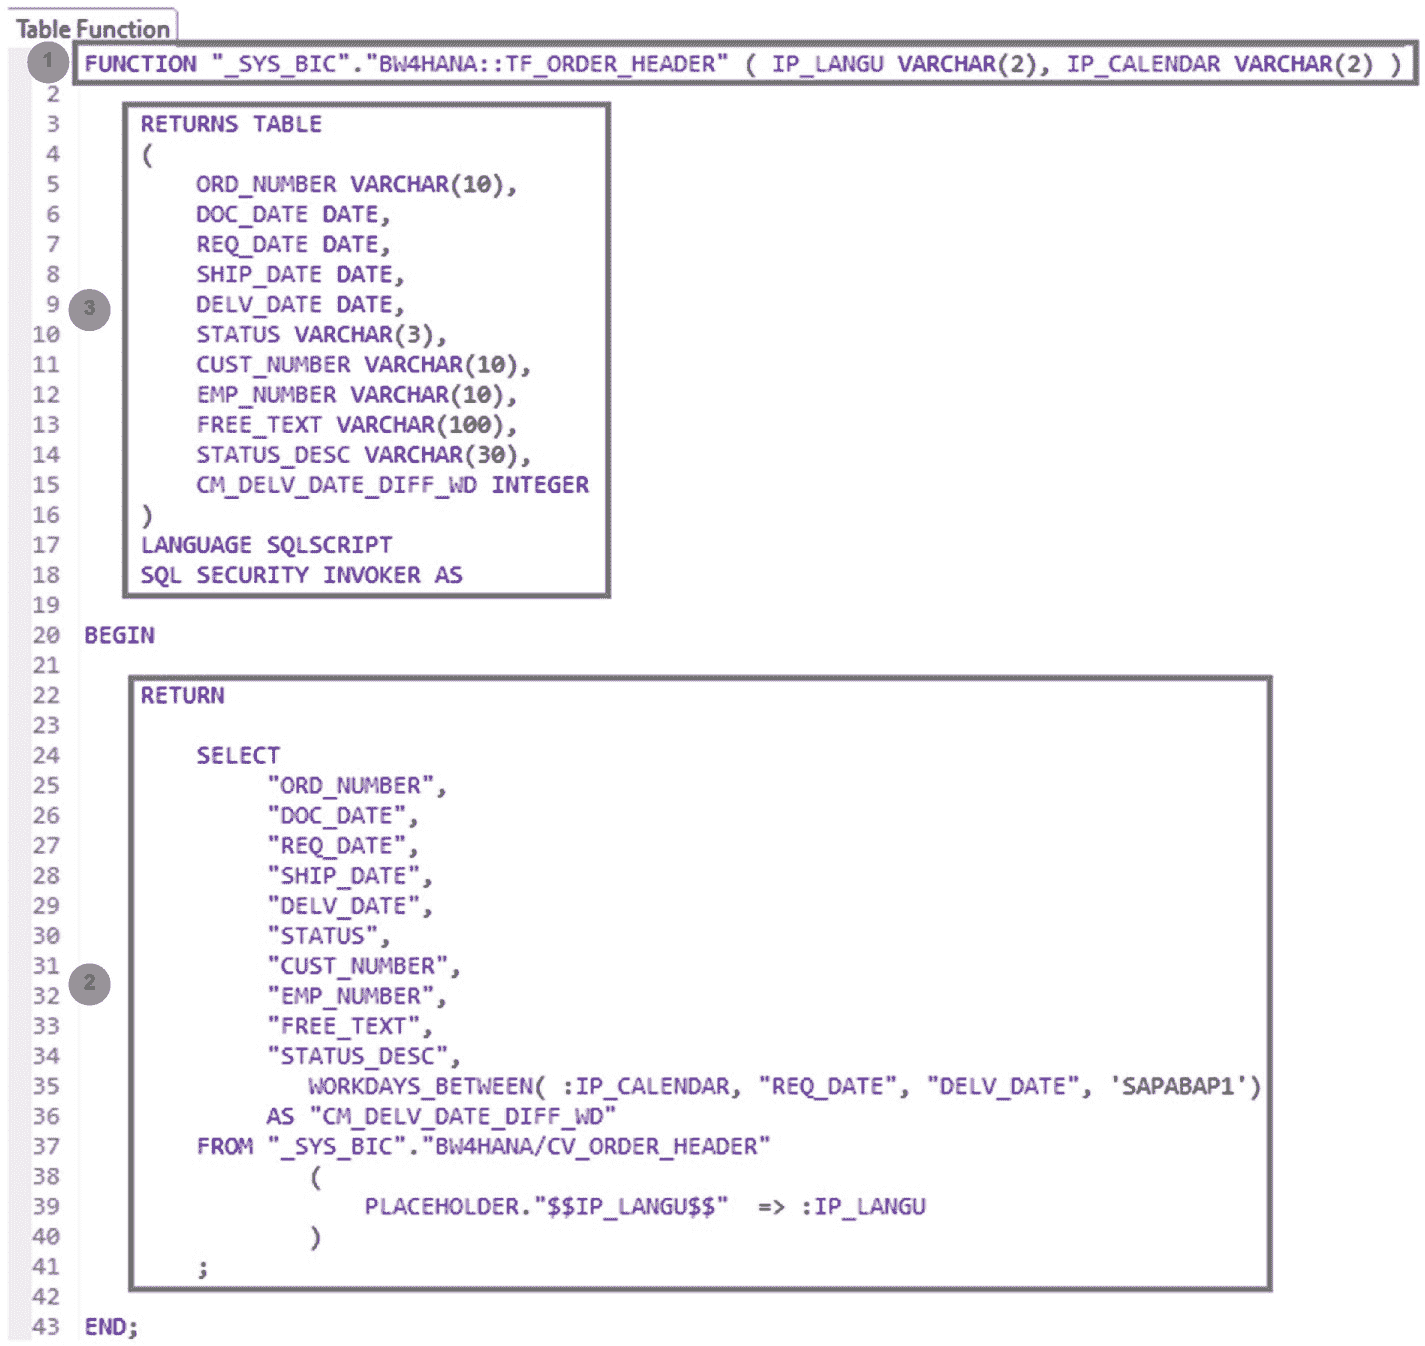 Table Function
1 FUNCTION "_SYS_BIC"."BW4HANA::TF_ORDER_HEADER" ( IP_LANGU VARCHAR(2), IP_CALENDAR VARCHAR(2) )
2
3 RETURNS TABLE
4 (
5 ORD_NUMBER VARCHAR(10),
6 DOC_DATE DATE,
7 REQ_DATE DATE,
8 SHIP_DATE DATE,
9 3 DELV_DATE DATE,
10 STATUS VARCHAR(3),
11 CUST_NUMBER VARCHAR(10),
12 EMP_NUMBER VARCHAR(10),
13 FREE_TEXT VARCHAR(100),
14 STATUS_DESC VARCHAR(30),
15 CM_DELV_DATE_DIFF_WD INTEGER
16 )
17 LANGUAGE SQLSCRIPT
18 SQL SECURITY INVOKER AS
19
20 BEGIN
21
22 RETURN
23
24 SELECT
25 "ORD_NUMBER",
26 "DOC_DATE",
27 "REQ_DATE",
28 "SHIP_DATE",
29 "DELV_DATE",
30 "STATUS",
31 "CUST_NUMBER",
32 2 "EMP_NUMBER",
33 "FREE_TEXT",
34 "STATUS_DESC",
35 WORKDAYS_BETWEEN( :IP_CALENDAR, "REQ_DATE", "DELV_DATE", 'SAPABAP1')
36 AS "CM_DELV_DATE_DIFF_WD"
37 FROM "_SYS_BIC"."BW4HANA/CV_ORDER_HEADER"
38 (
39 PLACEHOLDER."$$IP_LANGU$$" => :IP_LANGU
40 )
41 ;
42
43 END;